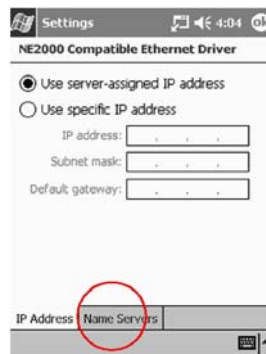 Settings 4:04 ok
NE2000 Compatible Ethernet Driver
Use server-assigned IP address
Use specific IP address
IP address: . . .
Subnet mask: . . .
Default gateway: . . .
IP Address Name Servers